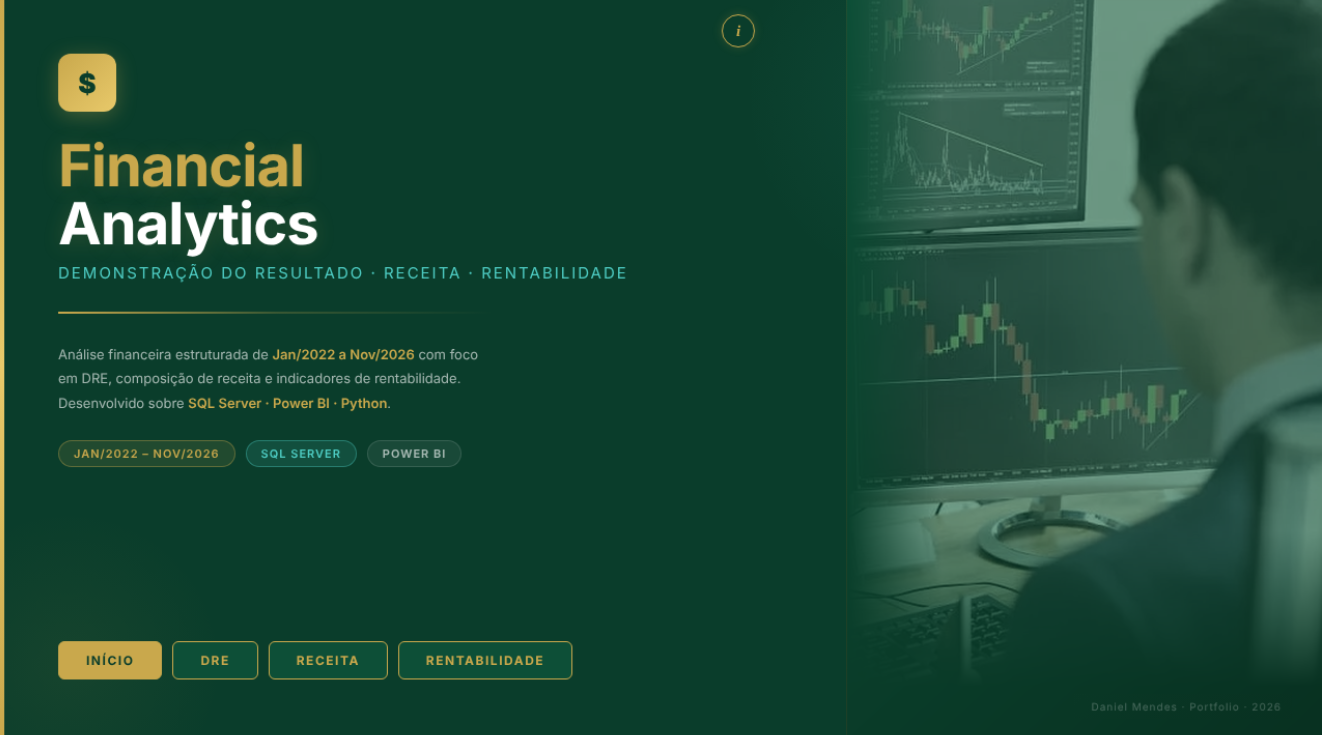 i
$
Financial
Analytics
DEMONSTRAÇÃO DO RESULTADO · RECEITA · RENTABILIDADE
Análise financeira estruturada de Jan/2022 a Nov/2026 com foco
em DRE, composição de receita e indicadores de rentabilidade.
Desenvolvido sobre SQL Server · Power BI · Python.
JAN/2022 – NOV/2026
SQL SERVER
POWER BI
INÍCIO
DRE
RECEITA
RENTABILIDADE
Daniel Mendes · Portfolio · 2026